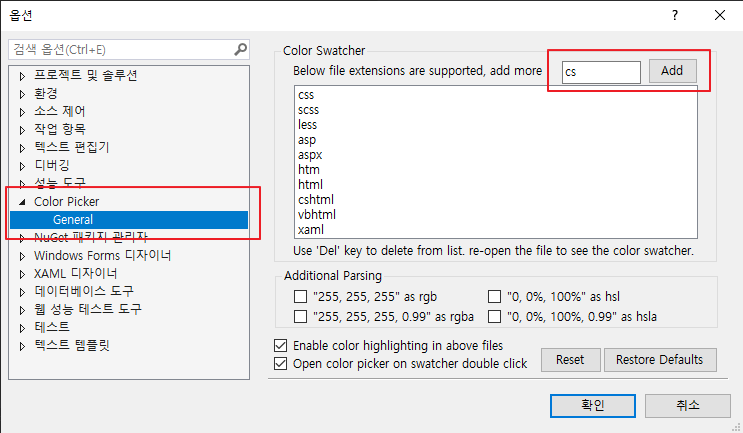 옵션
검색 옵션(Ctrl+E)
프로젝트 및 솔루션
환경
소스 제어
작업 항목
텍스트 편집기
디버깅
성능 도구
Color Picker
General
NuGet 패키지 관리자
Windows Forms 디자이너
XAML 디자이너
데이터베이스 도구
웹 성능 테스트 도구
테스트
텍스트 템플릿
Color Swatcher
Below file extensions are supported, add more
cs
Add
css
scss
less
asp
aspx
htm
html
cshtml
vbhtml
xaml
Use 'Del' key to delete from list. re-open the file to see the color swatcher.
Additional Parsing
"255, 255, 255" as rgb
"0, 0%, 100%" as hsl
"255, 255, 255, 0.99" as rgba
"0, 0%, 100%, 0.99" as hsla
Enable color highlighting in above files
Open color picker on swatcher double click
Reset
Restore Defaults
확인
취소